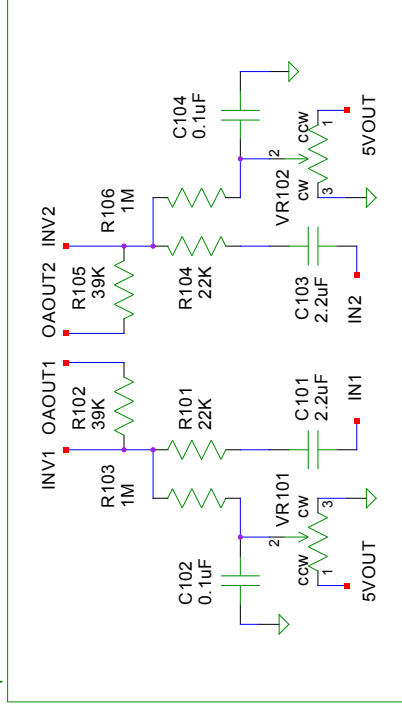 INV1
OAOUT1
OAOUT2
INV2
R102
39K
R105
39K
R103
1M
R106
1M
R101
22K
R104
22K
C102
0.1uF
C104
0.1uF
C101
2.2uF
C103
2.2uF
VR101
2
ccw
cw
1
3
VR102
2
cw
ccw
3
1
5VOUT
IN1
IN2
5VOUT